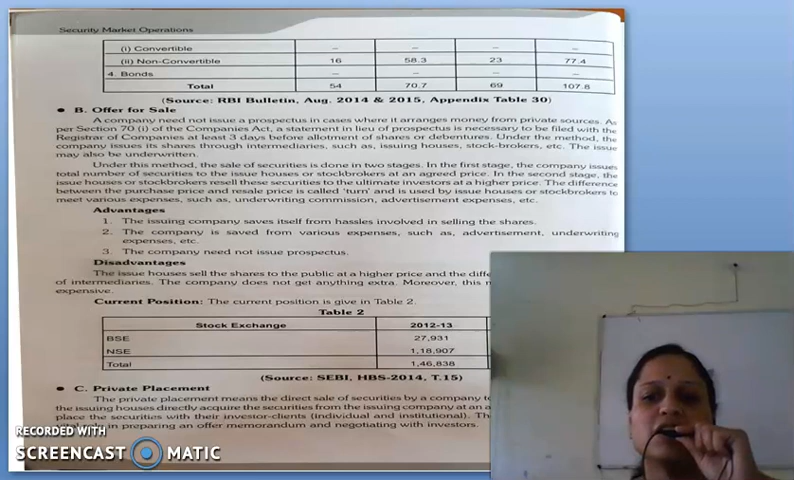 Security Market Operations
(i) Convertible – – – –
(ii) Non-Convertible 16 58.3 23 77.4
4. Bonds – – – –
Total 54 70.7 69 107.8
(Source: RBI Bulletin, Aug. 2014 & 2015, Appendix Table 30)
• B. Offer for Sale
A company need not issue a prospectus in cases where it arranges money from private sources. As
per Section 70 (i) of the Companies Act, a statement in lieu of prospectus is necessary to be filed with the
Registrar of Companies at least 3 days before allotment of shares or debentures. Under the method, the
company issues its shares through intermediaries, such as, issuing houses, stock-brokers, etc. The issue
may also be underwritten.
Under this method, the sale of securities is done in two stages. In the first stage, the company issues
total number of securities to the issue houses or stockbrokers at an agreed price. In the second stage, the
issue houses or stockbrokers resell these securities to the ultimate investors at a higher price. The difference
between the purchase price and resale price is called 'turn' and is used by issue houses or stockbrokers to
meet various expenses, such as, underwriting commission, advertisement expenses, etc.
Advantages
1. The issuing company saves itself from hassles involved in selling the shares.
2. The company is saved from various expenses, such as, advertisement, underwriting
expenses, etc.
3. The company need not issue prospectus.
Disadvantages
The issue houses sell the shares to the public at a higher price and the diffe
of intermediaries. The company does not get anything extra. Moreover, this m
expensive.
Current Position: The current position is given in Table 2.
Table 2
Stock Exchange 2012-13
BSE 27,931
NSE 1,18,907
Total 1,46,838
(Source: SEBI, HBS-2014, T.15)
• C. Private Placement
The private placement means the direct sale of securities by a company to
the issuing houses directly acquire the securities from the issuing company at an a
place the securities with their investor-clients (individual and institutional). Th
in preparing an offer memorandum and negotiating with investors.
RECORDED WITH
SCREENCAST MATIC